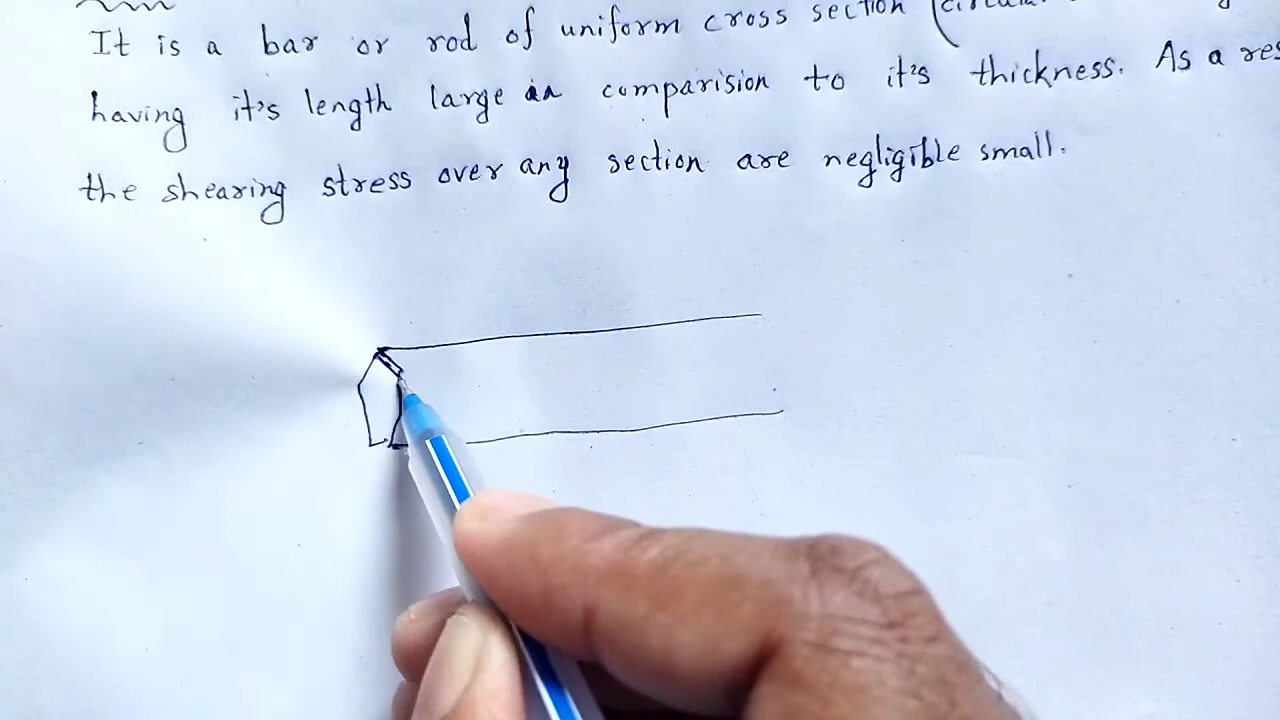 It is a bar or rod of uniform cross section
having it's length large in comparision to it's thickness. As a
the shearing stress over any section are negligible small.